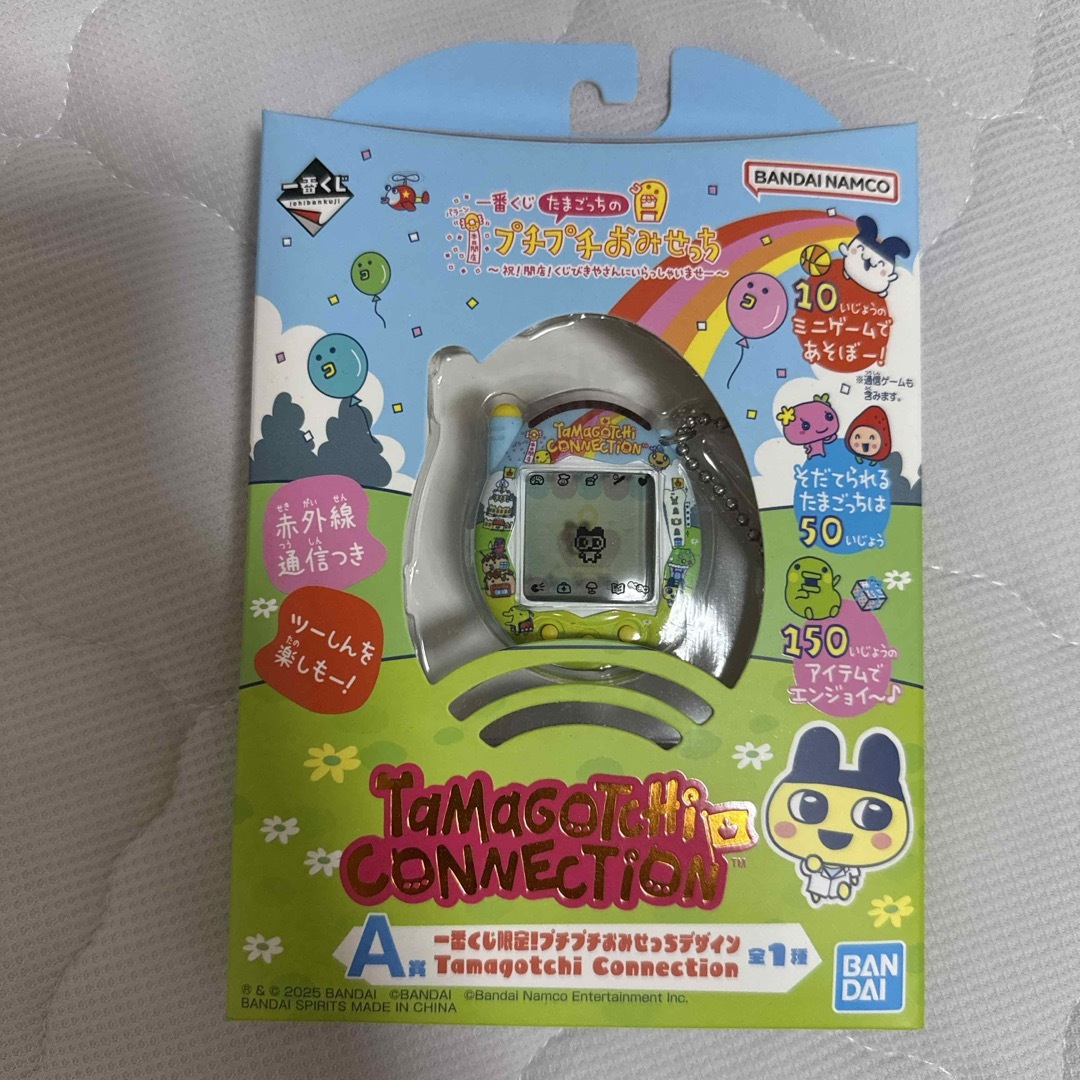 一番くじ
ichibankuji
一番くじ たまごっちの
プチプチおみせっち
～祝！開店！くじびきやさんにいらっしゃいませー～
本日開店
BANDAI NAMCO
10いじょうの
ミニゲームで
あそぼー！
※通信ゲームも
含みます。
そだてられる
たまごっちは
50いじょう
150いじょうの
アイテムで
エンジョイ～♪
赤外線
通信つき
ツーしんを
楽しもー！
TAMAGOTCHI
CONNECTION
TAMAGOTCHI
CONNECTION™
A賞
一番くじ限定！プチプチおみせっちデザイン
Tamagotchi Connection
全1種
BAN
DAI
® & © 2025 BANDAI ©BANDAI ©Bandai Namco Entertainment Inc.
BANDAI SPIRITS MADE IN CHINA